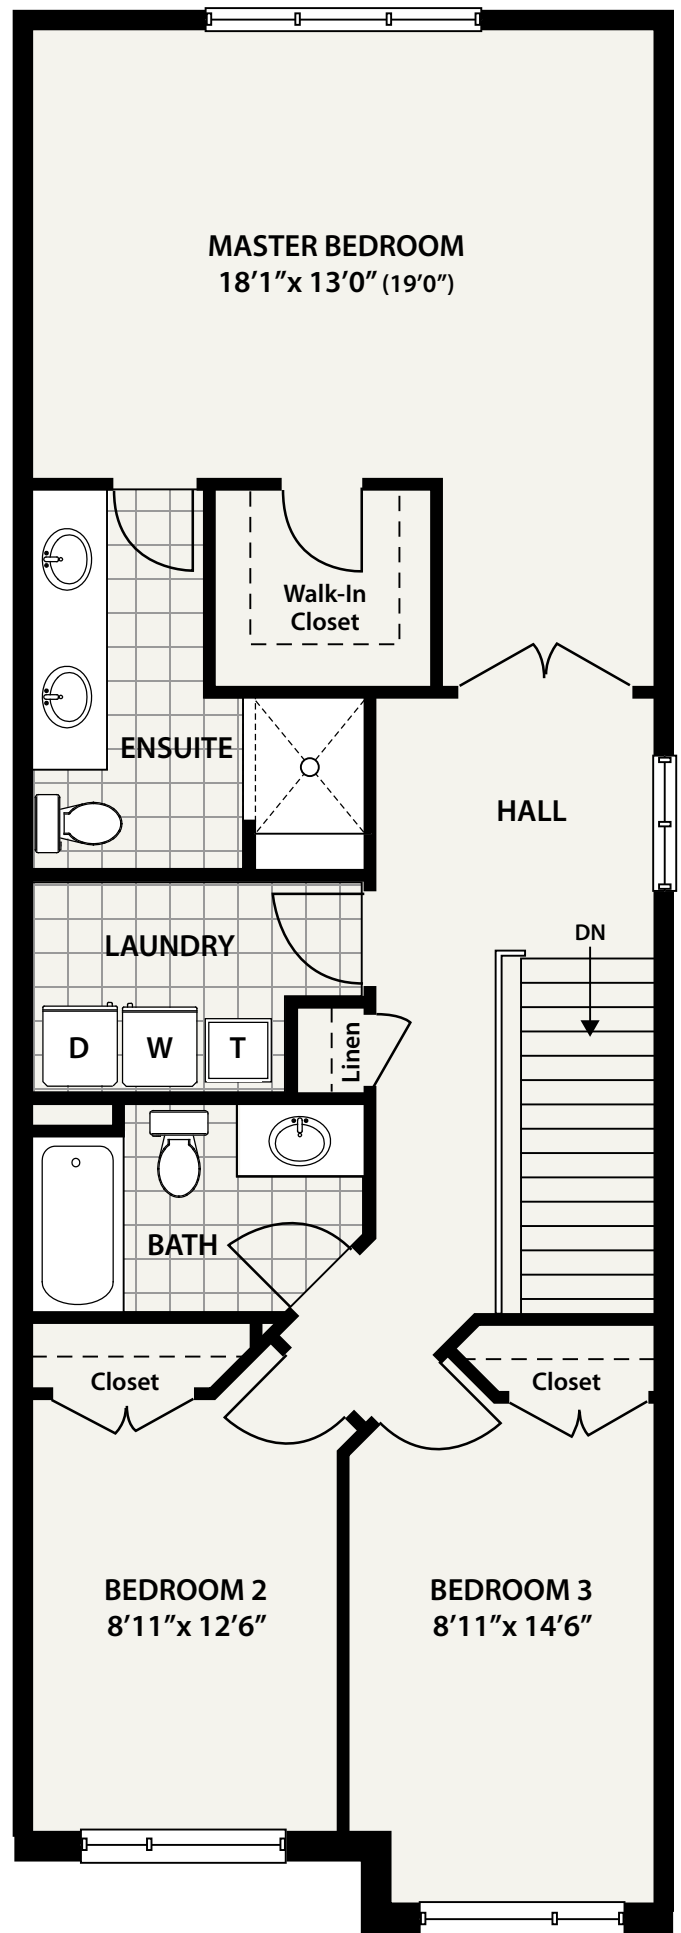 MASTER BEDROOM
18’1”x 13’0” (19’0”)
Walk-In
Closet
ENSUITE
HALL
DN
LAUNDRY
D
W
T
Linen
BATH
Closet
Closet
BEDROOM 2
8’11”x 12’6”
BEDROOM 3
8’11”x 14’6”